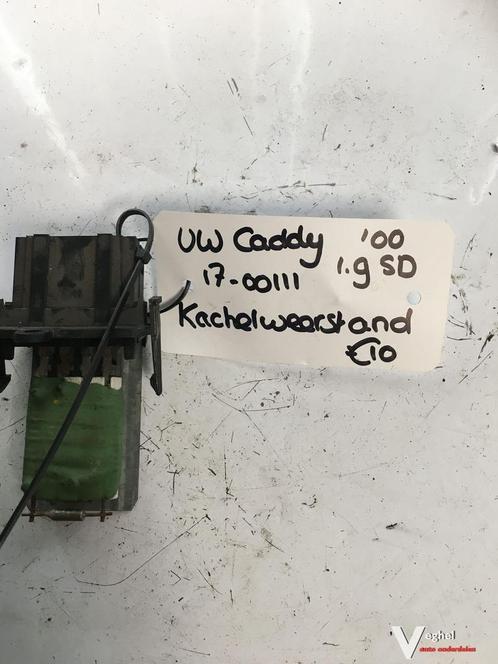 VW Caddy '00
17-00111 1.9 SD
Kachelweerstand
€10
Veghel
auto onderdelen